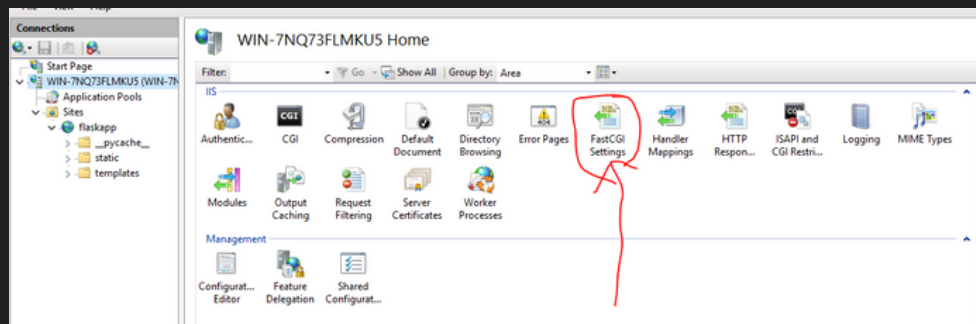 Connections
Start Page
WIN-7NQ73FLMKU5 (WIN-7N
Application Pools
Sites
flaskapp
__pycache__
static
templates
WIN-7NQ73FLMKU5 Home
Filter: Go Show All Group by: Area
IIS
Authentic... CGI Compression Default Document Directory Browsing Error Pages FastCGI Settings Handler Mappings HTTP Respon... ISAPI and CGI Restri... Logging MIME Types
Modules Output Caching Request Filtering Server Certificates Worker Processes
Management
Configurat... Editor Feature Delegation Shared Configurat...